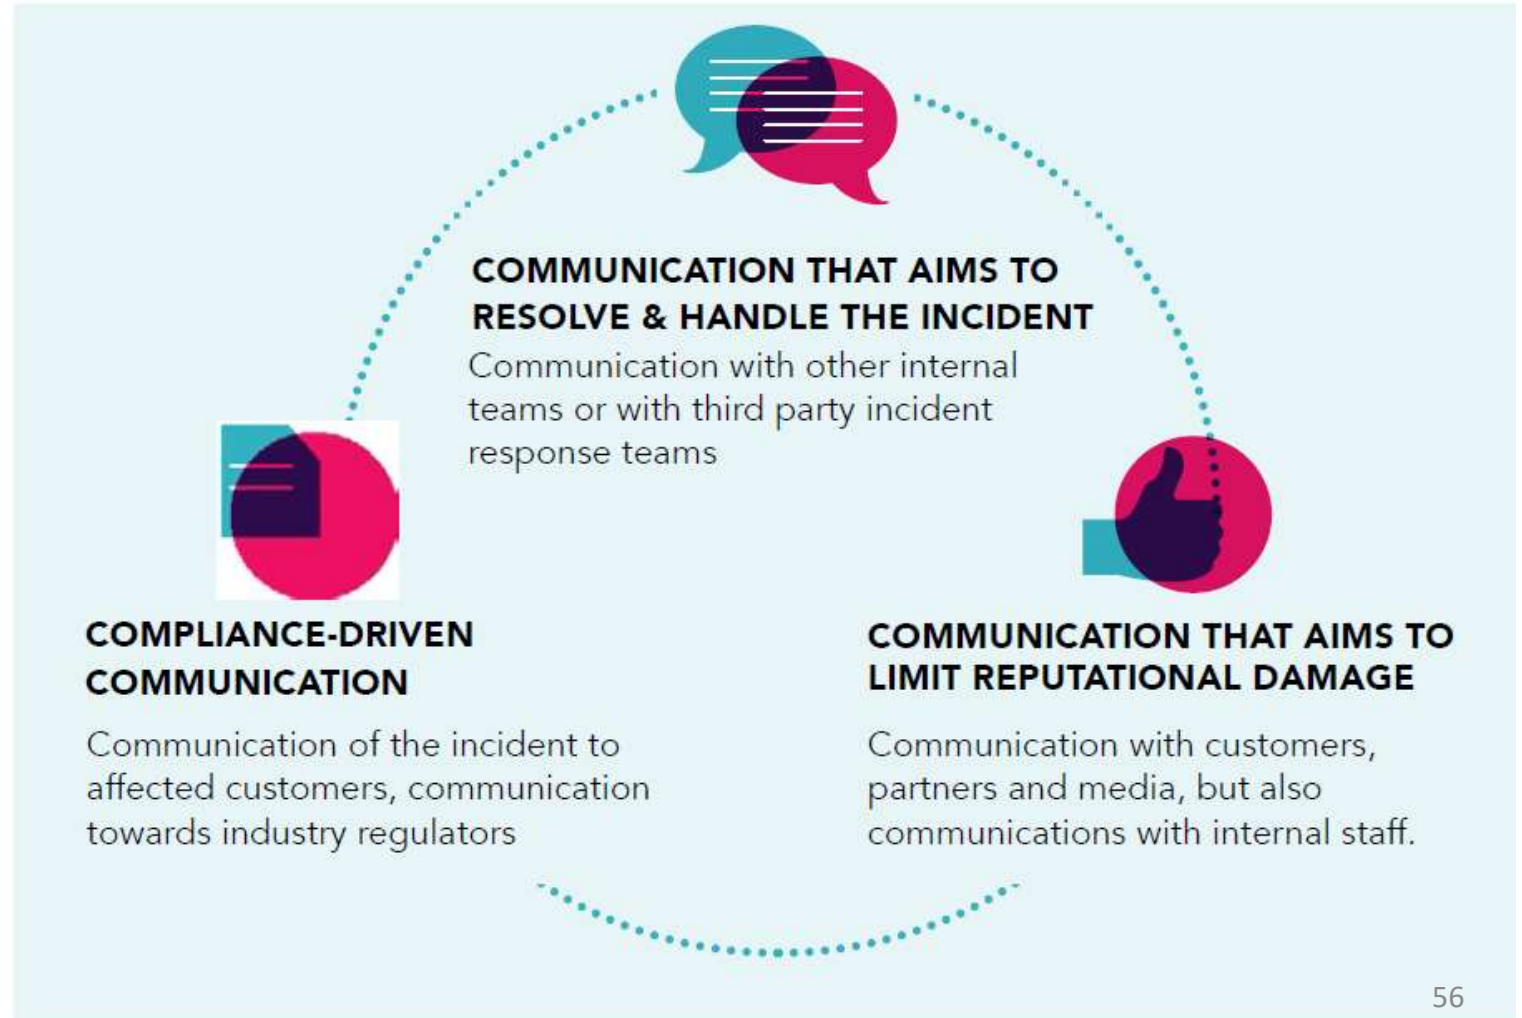 COMMUNICATION THAT AIMS TO
RESOLVE & HANDLE THE INCIDENT
Communication with other internal
teams or with third party incident
response teams
COMPLIANCE-DRIVEN
COMMUNICATION
Communication of the incident to
affected customers, communication
towards industry regulators
COMMUNICATION THAT AIMS TO
LIMIT REPUTATIONAL DAMAGE
Communication with customers,
partners and media, but also
communications with internal staff.
56